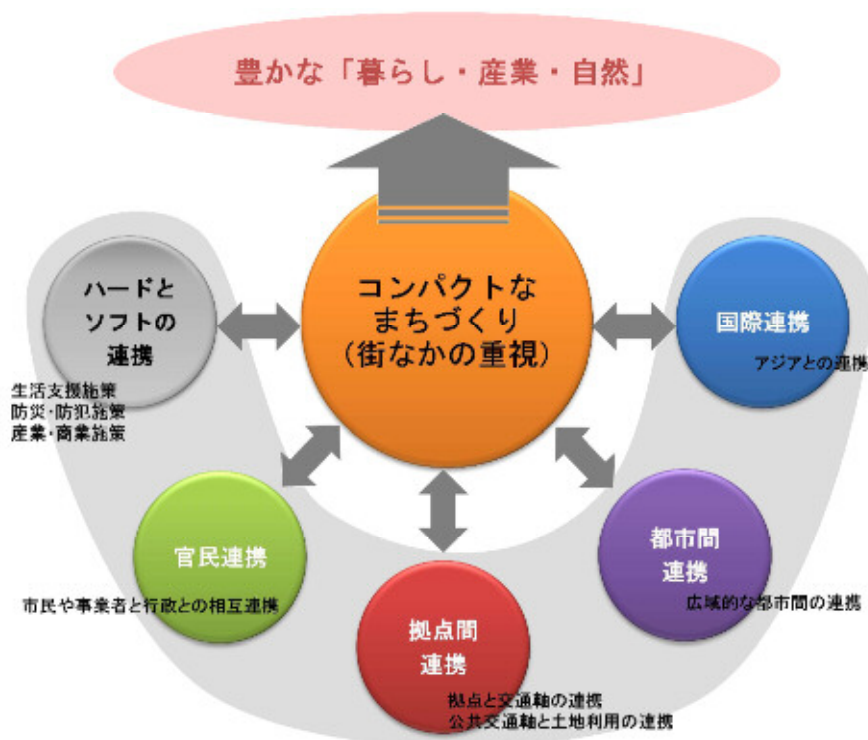 豊かな「暮らし・産業・自然」
コンパクトな
まちづくり
(街なかの重視)
ハードと
ソフトの
連携
生活支援施策
防災・防犯施策
産業・商業施策
官民連携
市民や事業者と行政との相互連携
拠点間
連携
拠点と交通軸の連携
公共交通軸と土地利用の連携
都市間
連携
広域的な都市間の連携
国際連携
アジアとの連携